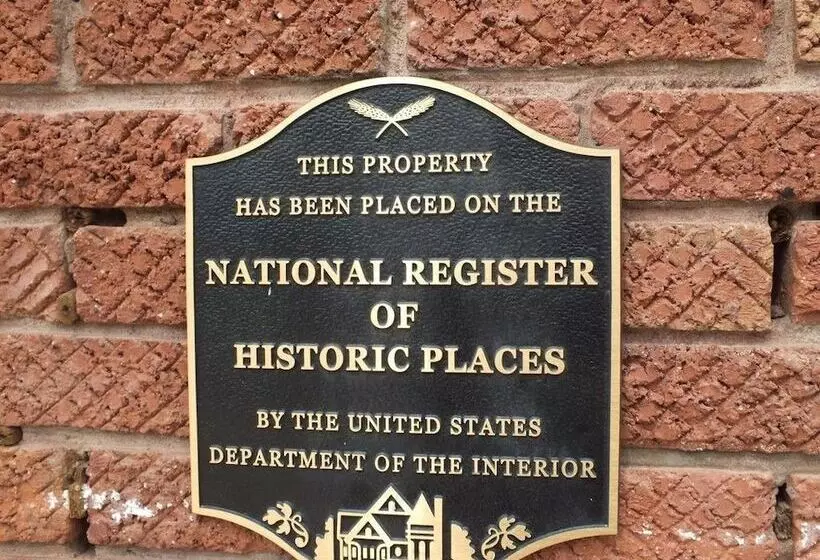 THIS PROPERTY
HAS BEEN PLACED ON THE
NATIONAL REGISTER
OF
HISTORIC PLACES
BY THE UNITED STATES
DEPARTMENT OF THE INTERIOR